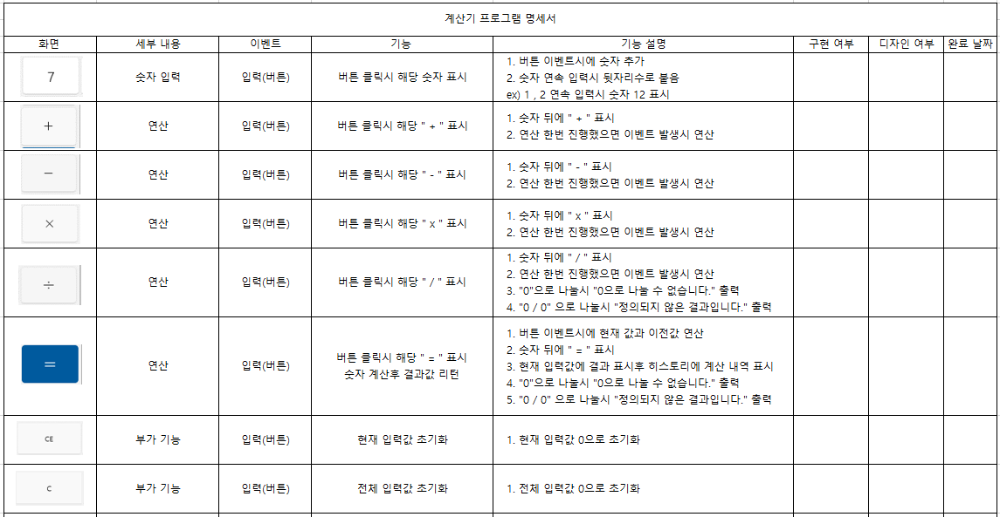 계산기 프로그램 명세서
화면 세부 내용 이벤트 기능 기능 설명 구현 여부 디자인 여부 완료 날짜
7 숫자 입력 입력(버튼) 버튼 클릭시 해당 숫자 표시
1. 버튼 이벤트시에 숫자 추가
2. 숫자 연속 입력시 뒷자리수로 붙음
ex) 1 , 2 연속 입력시 숫자 12 표시
+ 연산 입력(버튼) 버튼 클릭시 해당 " + " 표시
1. 숫자 뒤에 " + " 표시
2. 연산 한번 진행했으면 이벤트 발생시 연산
− 연산 입력(버튼) 버튼 클릭시 해당 " - " 표시
1. 숫자 뒤에 " - " 표시
2. 연산 한번 진행했으면 이벤트 발생시 연산
× 연산 입력(버튼) 버튼 클릭시 해당 " x " 표시
1. 숫자 뒤에 " x " 표시
2. 연산 한번 진행했으면 이벤트 발생시 연산
÷ 연산 입력(버튼) 버튼 클릭시 해당 " / " 표시
1. 숫자 뒤에 " / " 표시
2. 연산 한번 진행했으면 이벤트 발생시 연산
3. "0"으로 나눌시 "0으로 나눌 수 없습니다." 출력
4. "0 / 0" 으로 나눌시 "정의되지 않은 결과입니다." 출력
= 연산 입력(버튼) 버튼 클릭시 해당 " = " 표시
숫자 계산후 결과값 리턴
1. 버튼 이벤트시에 현재 값과 이전값 연산
2. 숫자 뒤에 " = " 표시
3. 현재 입력값에 결과 표시후 히스토리에 계산 내역 표시
4. "0"으로 나눌시 "0으로 나눌 수 없습니다." 출력
5. "0 / 0" 으로 나눌시 "정의되지 않은 결과입니다." 출력
CE 부가 기능 입력(버튼) 현재 입력값 초기화 1. 현재 입력값 0으로 초기화
C 부가 기능 입력(버튼) 전체 입력값 초기화 1. 전체 입력값 0으로 초기화